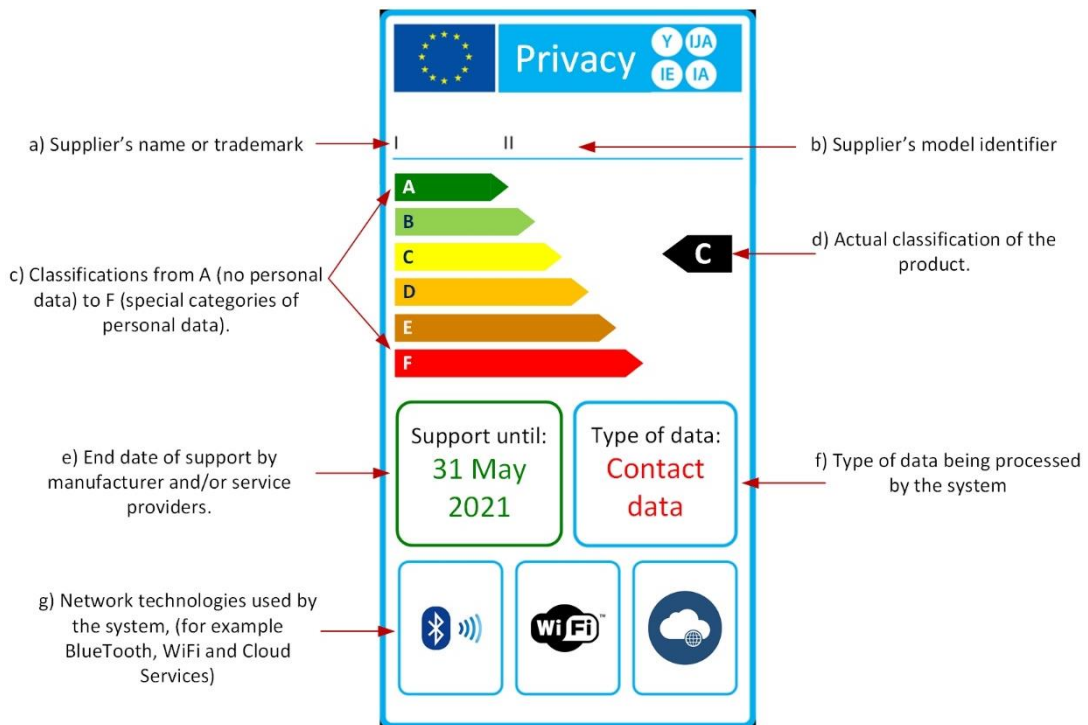 Privacy
Y IJA
IE IA
a) Supplier's name or trademark
I II
b) Supplier's model identifier
A
B
C
D
E
F
C
c) Classifications from A (no personal
data) to F (special categories of
personal data).
d) Actual classification of the
product.
Support until:
31 May
2021
Type of data:
Contact
data
e) End date of support by
manufacturer and/or service
providers.
f) Type of data being processed
by the system
g) Network technologies used by
the system, (for example
BlueTooth, WiFi and Cloud
Services)
WiFi™